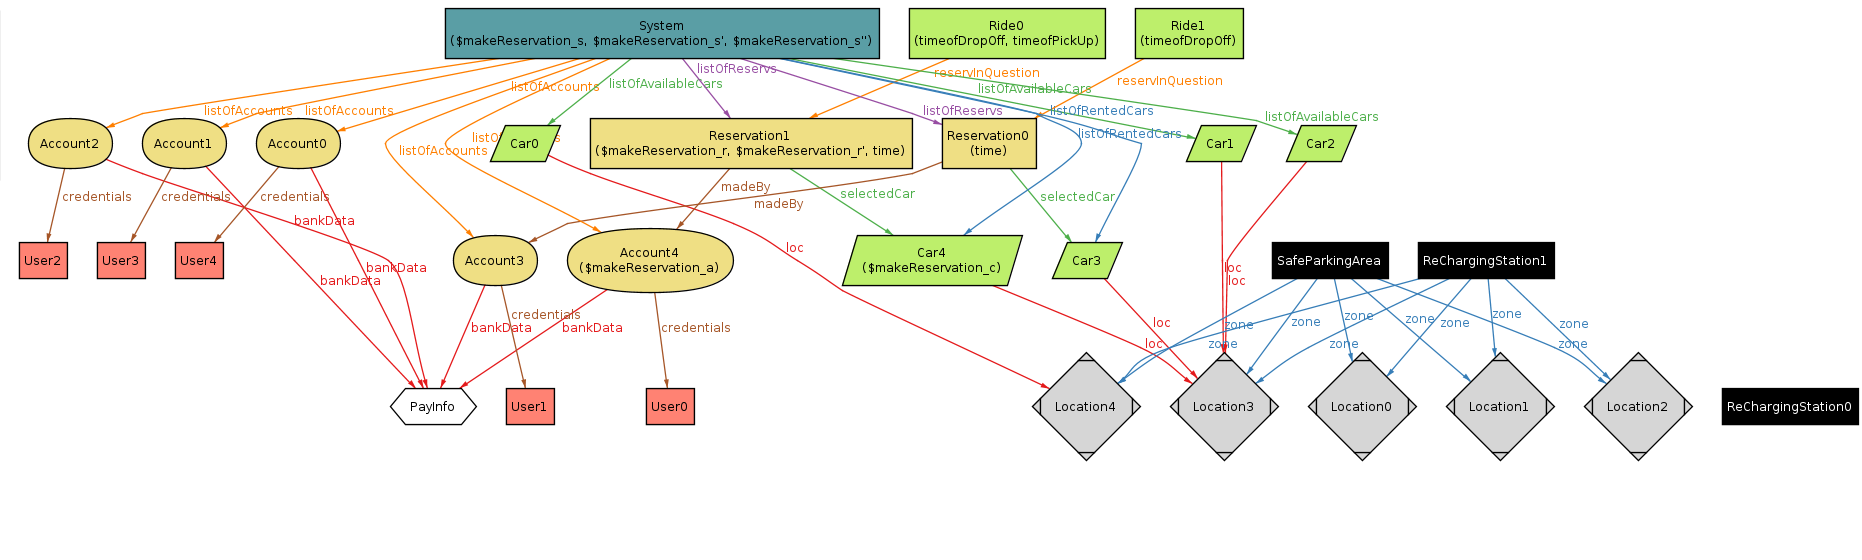 System
($makeReservation_s, $makeReservation_s', $makeReservation_s'')
Ride0
(timeofDropOff, timeofPickUp)
Ride1
(timeofDropOff)
listOfReservs
reservInQuestion
reservInQuestion
listOfAccounts
listOfAvailableCars
listOfAvailableCars
listOfAccounts
listOfAccounts
listOfReservs
listOfRentedCars
listOfAvailableCars
listOfRentedCars
listOfAccounts
Account2
Account1
Account0
Car0
Reservation1
($makeReservation_r, $makeReservation_r', time)
Reservation0
(time)
Car1
Car2
credentials
credentials
credentials
madeBy
madeBy
selectedCar
selectedCar
bankData
loc
User2
User3
User4
Account3
Account4
($makeReservation_a)
Car4
($makeReservation_c)
Car3
SafeParkingArea
ReChargingStation1
bankData
bankData
loc
loc
credentials
bankData
bankData
credentials
loc
loc
zone
zone
zone
zone
zone
zone
zone
zone
zone
zone
PayInfo
User1
User0
Location4
Location3
Location0
Location1
Location2
ReChargingStation0